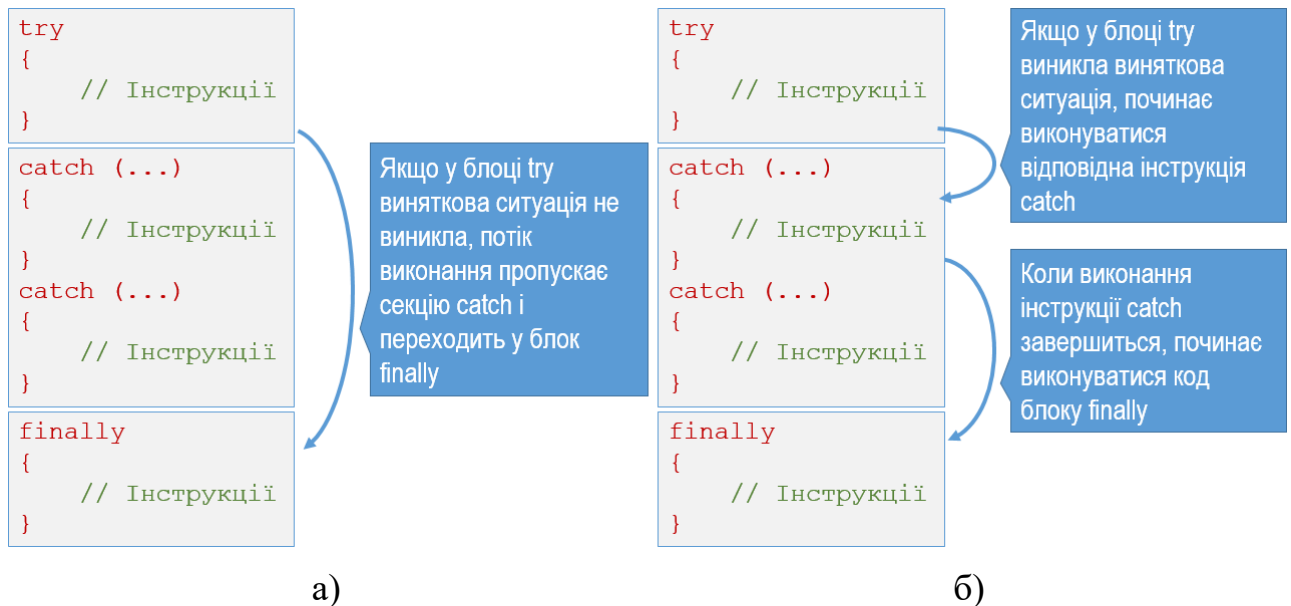 try
{
// Інструкції
}
catch (...)
{
// Інструкції
}
catch (...)
{
// Інструкції
}
finally
{
// Інструкції
}
Якщо у блоці try
виняткова ситуація не
виникла, потік
виконання пропускає
секцію catch і
переходить у блок
finally
а)
try
{
// Інструкції
}
catch (...)
{
// Інструкції
}
catch (...)
{
// Інструкції
}
finally
{
// Інструкції
}
Якщо у блоці try
виникла виняткова
ситуація, починає
виконуватися
відповідна інструкція
catch
Коли виконання
інструкції catch
завершиться, починає
виконуватися код
блоку finally
б)